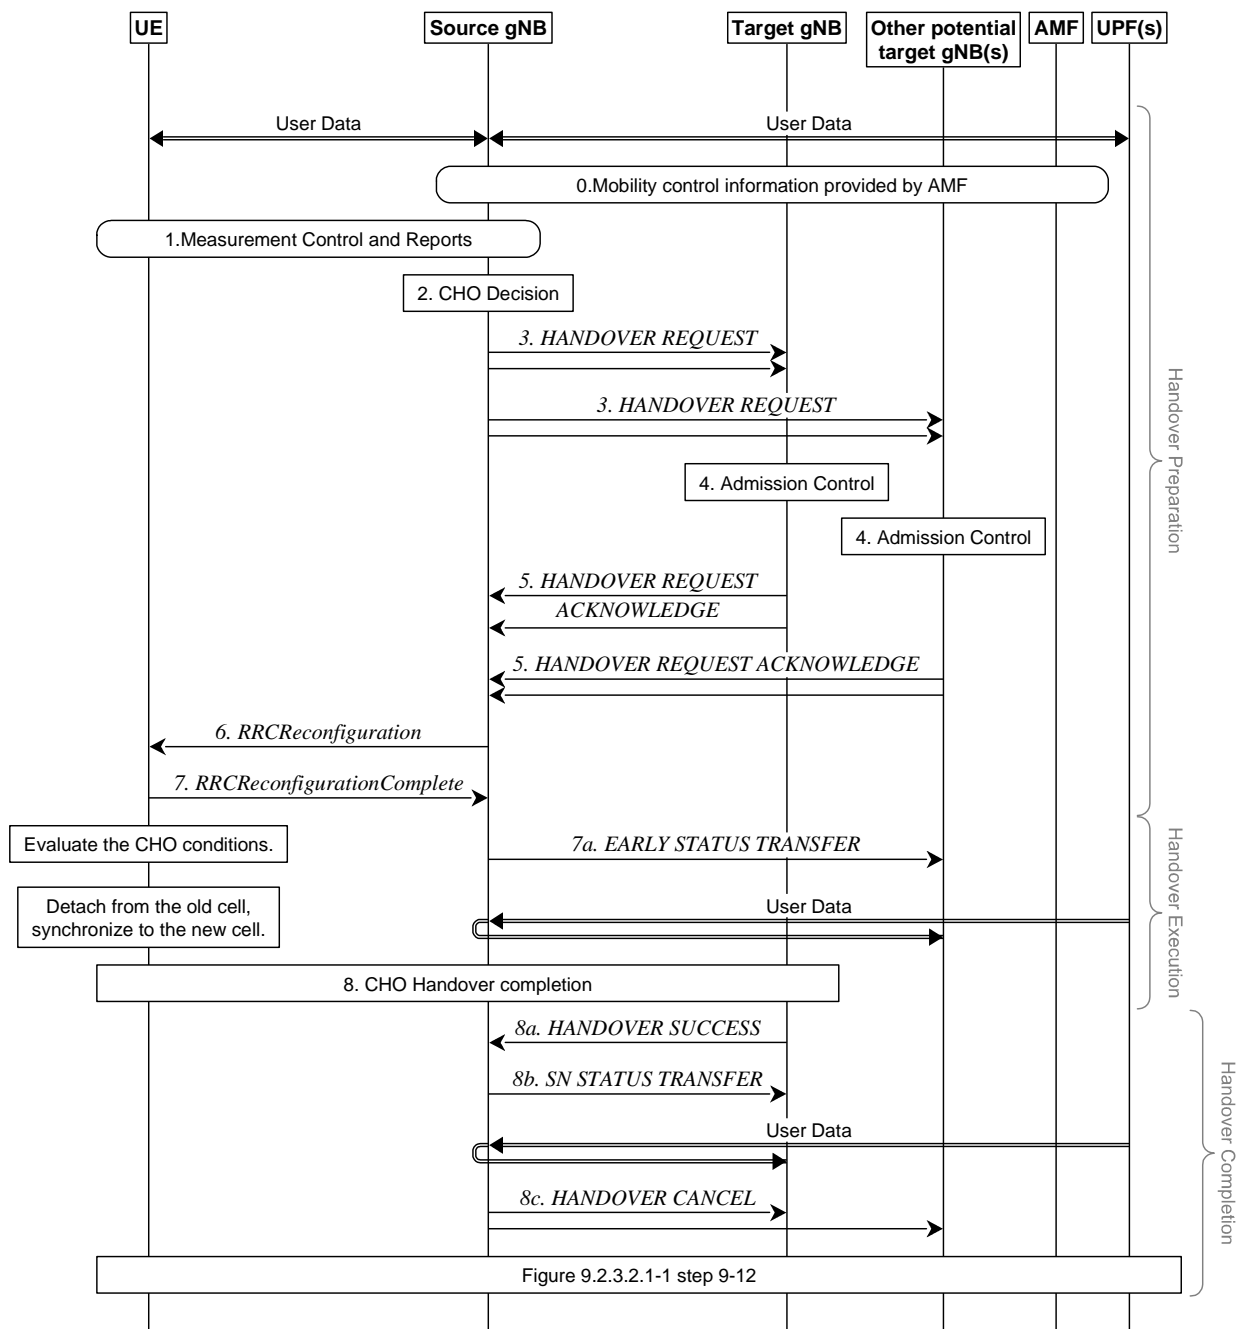 UE
Source gNB
Target gNB
Other potential
target gNB(s)
AMF
UPF(s)
User Data
User Data
0.Mobility control information provided by AMF
1.Measurement Control and Reports
2. CHO Decision
3. HANDOVER REQUEST
3. HANDOVER REQUEST
4. Admission Control
4. Admission Control
5. HANDOVER REQUEST
ACKNOWLEDGE
5. HANDOVER REQUEST ACKNOWLEDGE
6. RRCReconfiguration
7. RRCReconfigurationComplete
Handover Preparation
Evaluate the CHO conditions.
7a. EARLY STATUS TRANSFER
Detach from the old cell,
synchronize to the new cell.
User Data
8. CHO Handover completion
Handover Execution
8a. HANDOVER SUCCESS
8b. SN STATUS TRANSFER
User Data
8c. HANDOVER CANCEL
Handover Completion
Figure 9.2.3.2.1-1 step 9-12